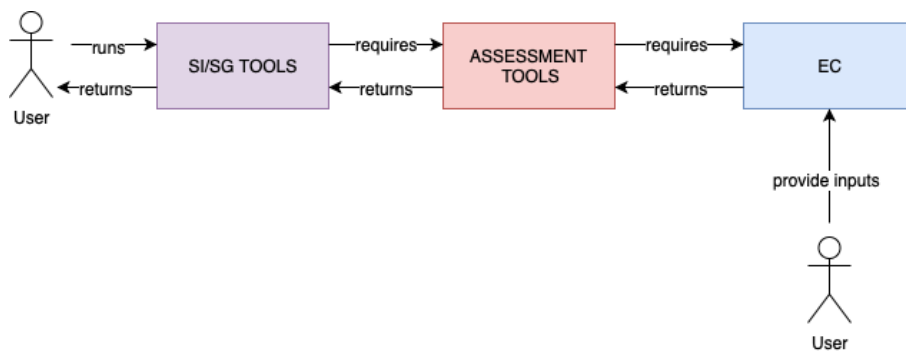 runs
requires
requires
SI/SG TOOLS
ASSESSMENT
TOOLS
EC
returns
returns
returns
User
provide inputs
User